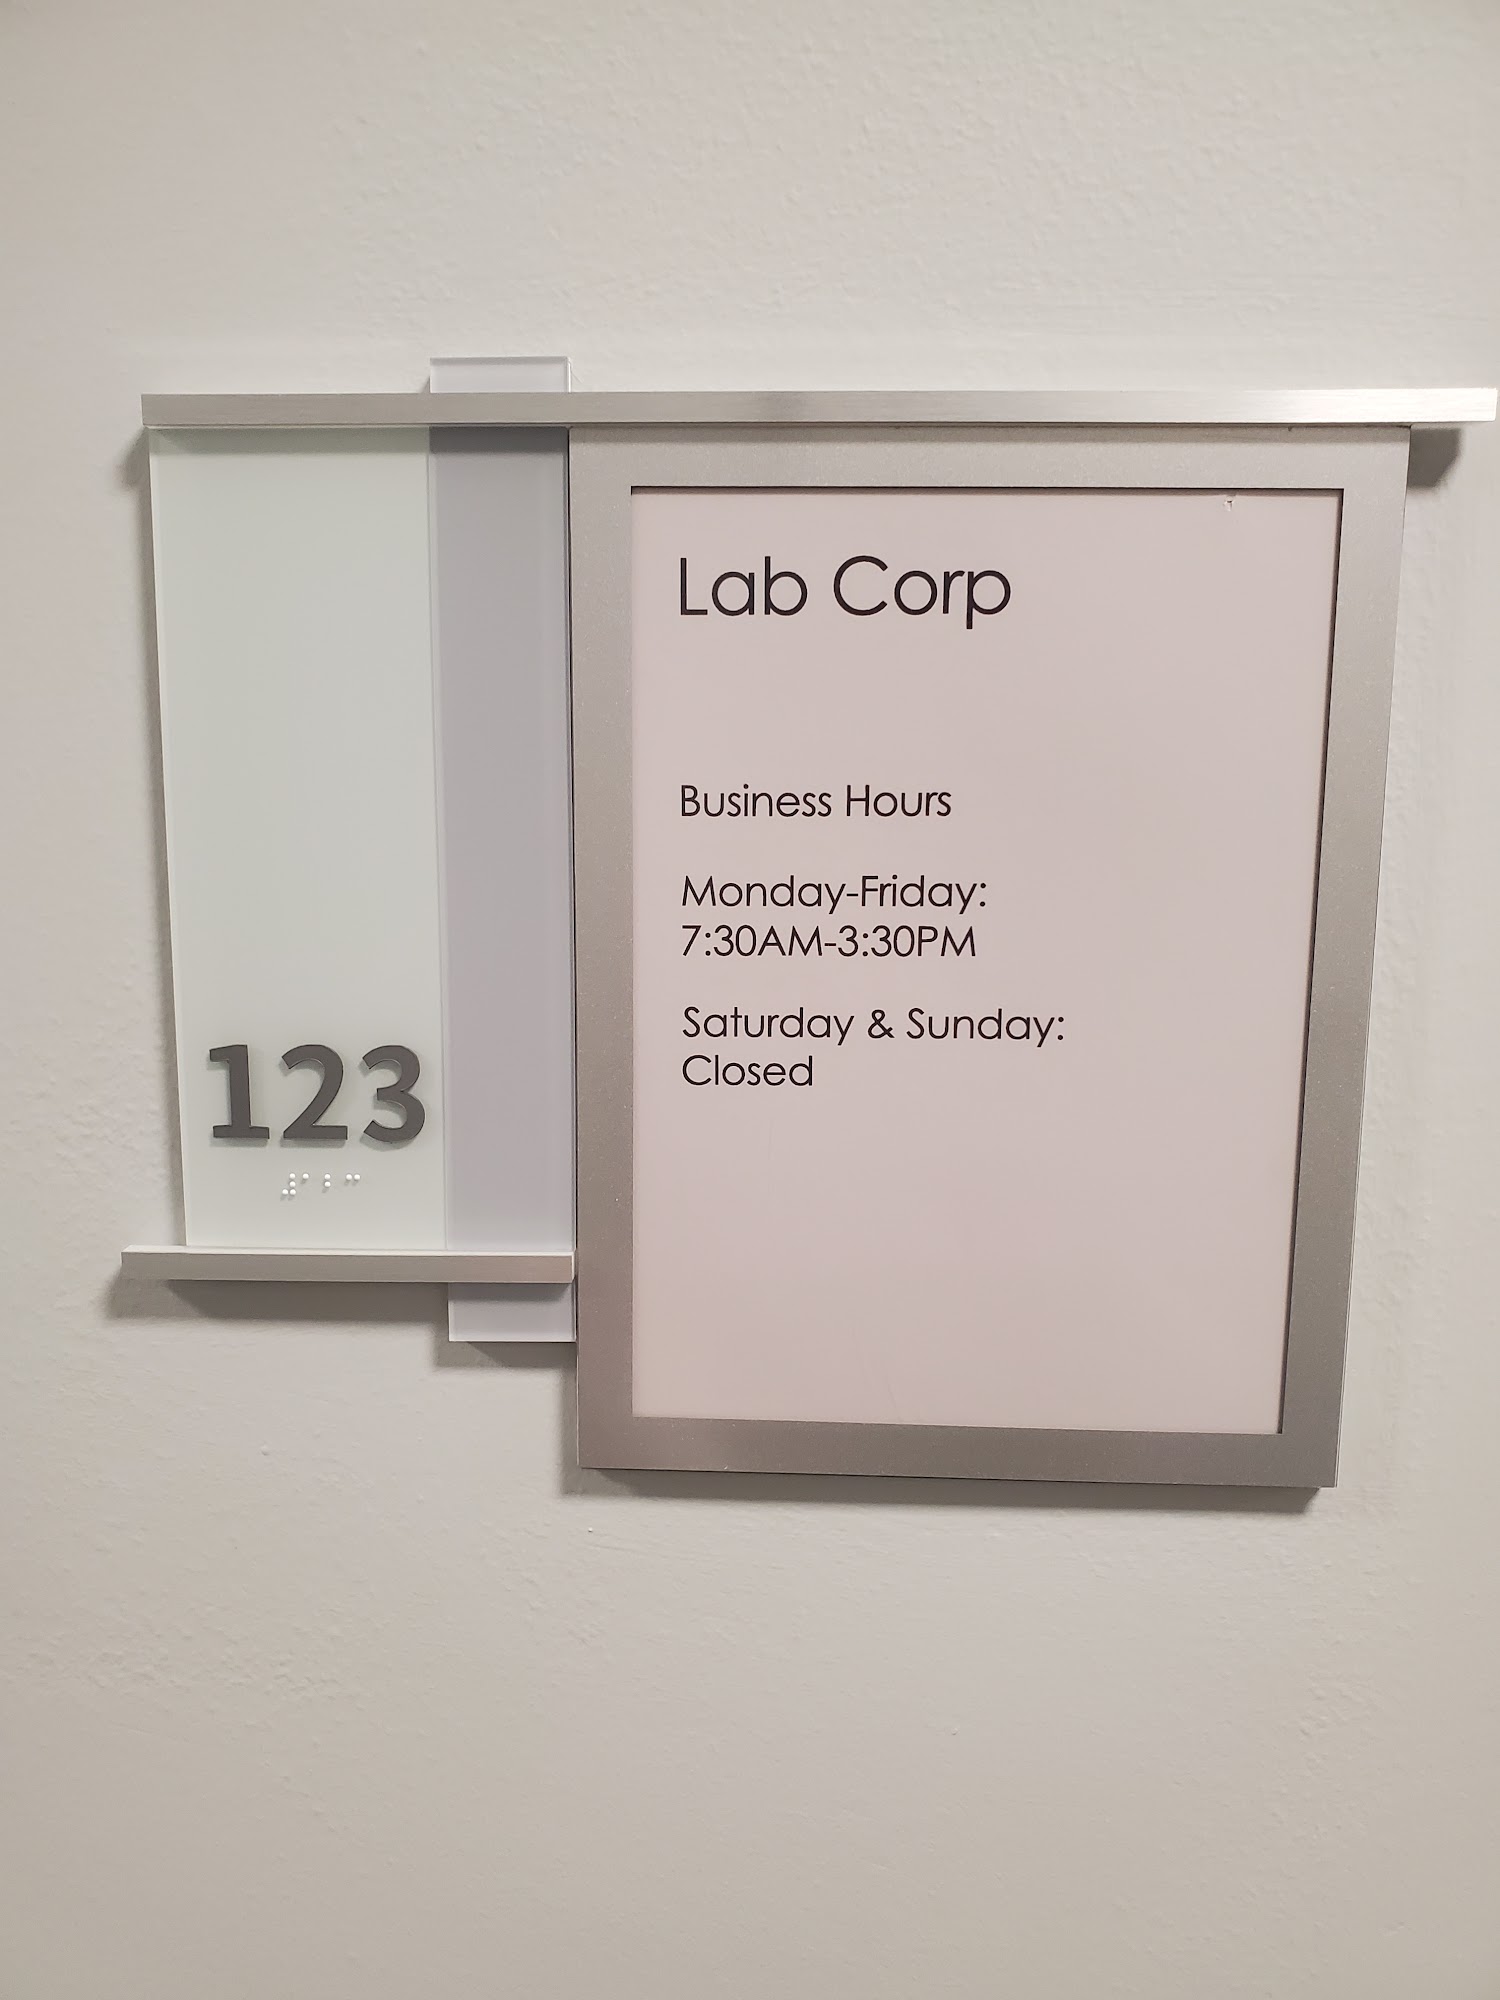 Lab Corp
Business Hours
Monday-Friday:
7:30AM-3:30PM
Saturday & Sunday:
Closed
123
⠼⠁⠃⠉